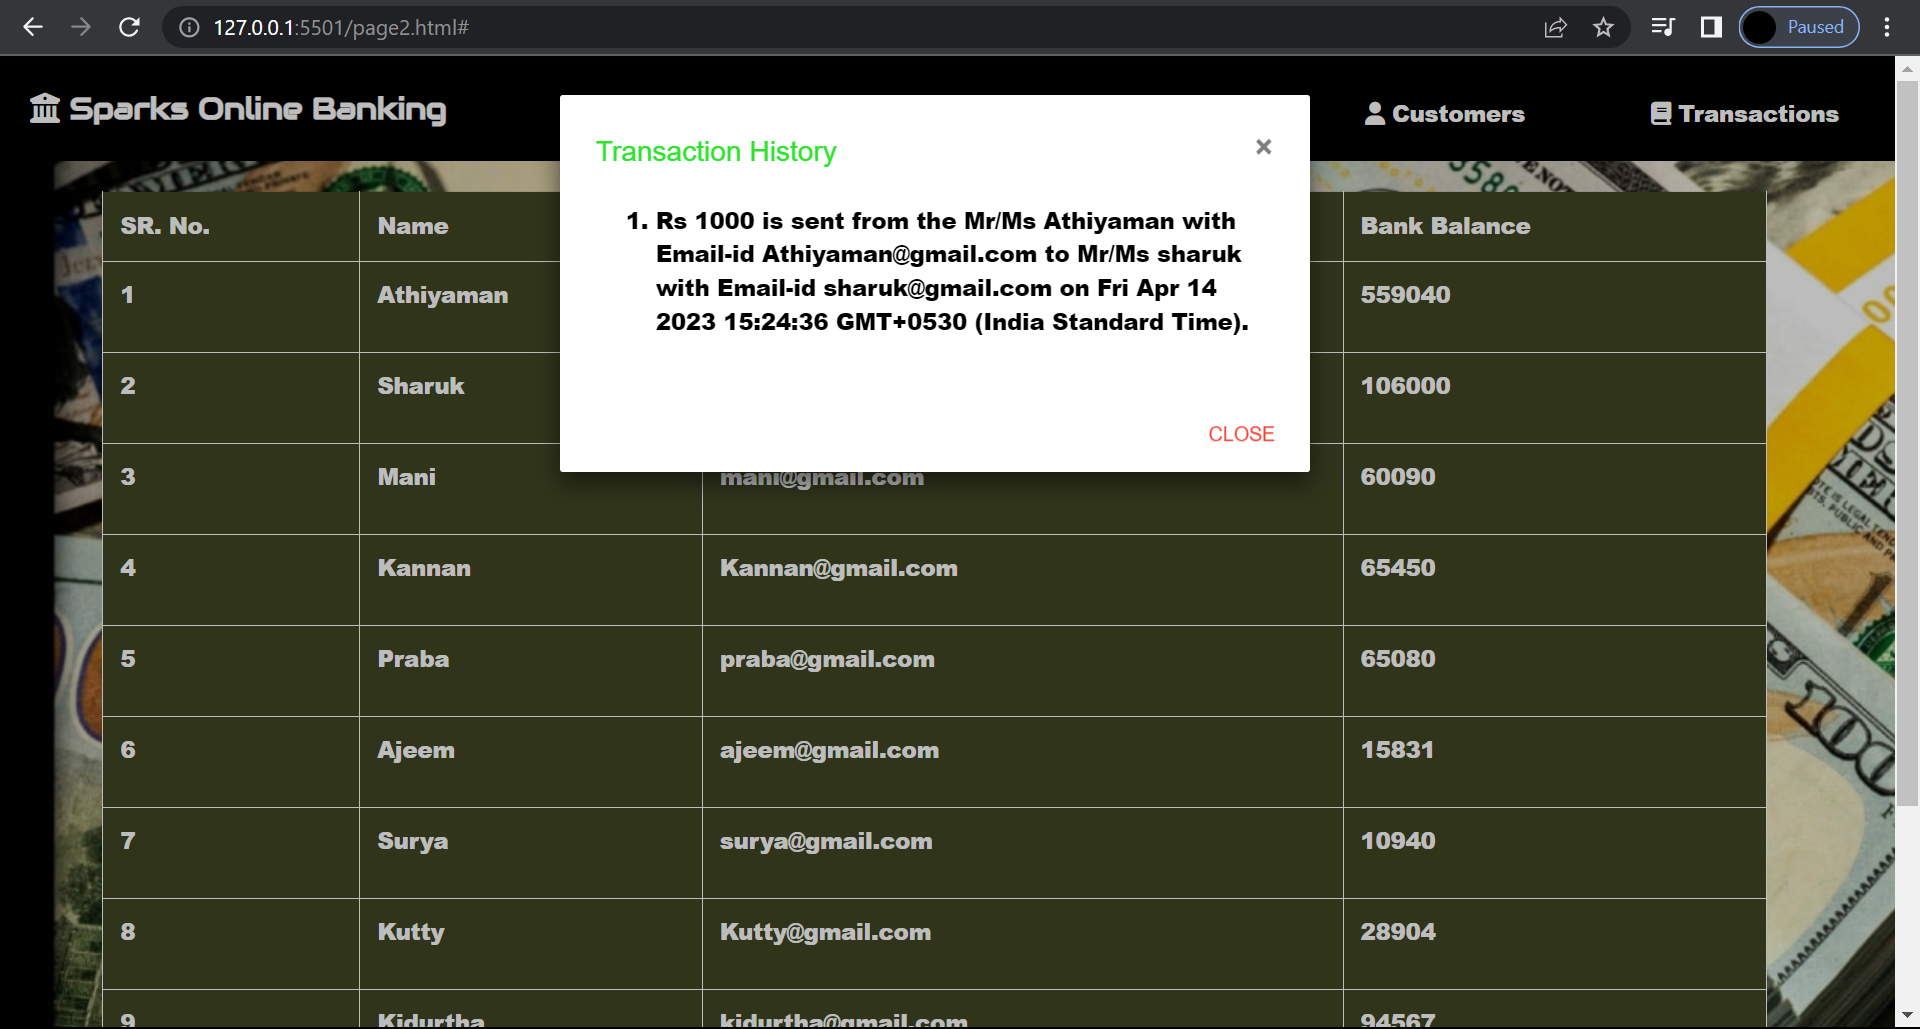 127.0.0.1:5501/page2.html#
Paused
Sparks Online Banking
Customers
Transactions
Transaction History
×
1. Rs 1000 is sent from the Mr/Ms Athiyaman with
Email-id Athiyaman@gmail.com to Mr/Ms sharuk
with Email-id sharuk@gmail.com on Fri Apr 14
2023 15:24:36 GMT+0530 (India Standard Time).
CLOSE
SR. No. Name Bank Balance
1 Athiyaman 559040
2 Sharuk 106000
3 Mani mani@gmail.com 60090
4 Kannan Kannan@gmail.com 65450
5 Praba praba@gmail.com 65080
6 Ajeem ajeem@gmail.com 15831
7 Surya surya@gmail.com 10940
8 Kutty Kutty@gmail.com 28904
9 Kidurtha kidurtha@gmail.com 94567